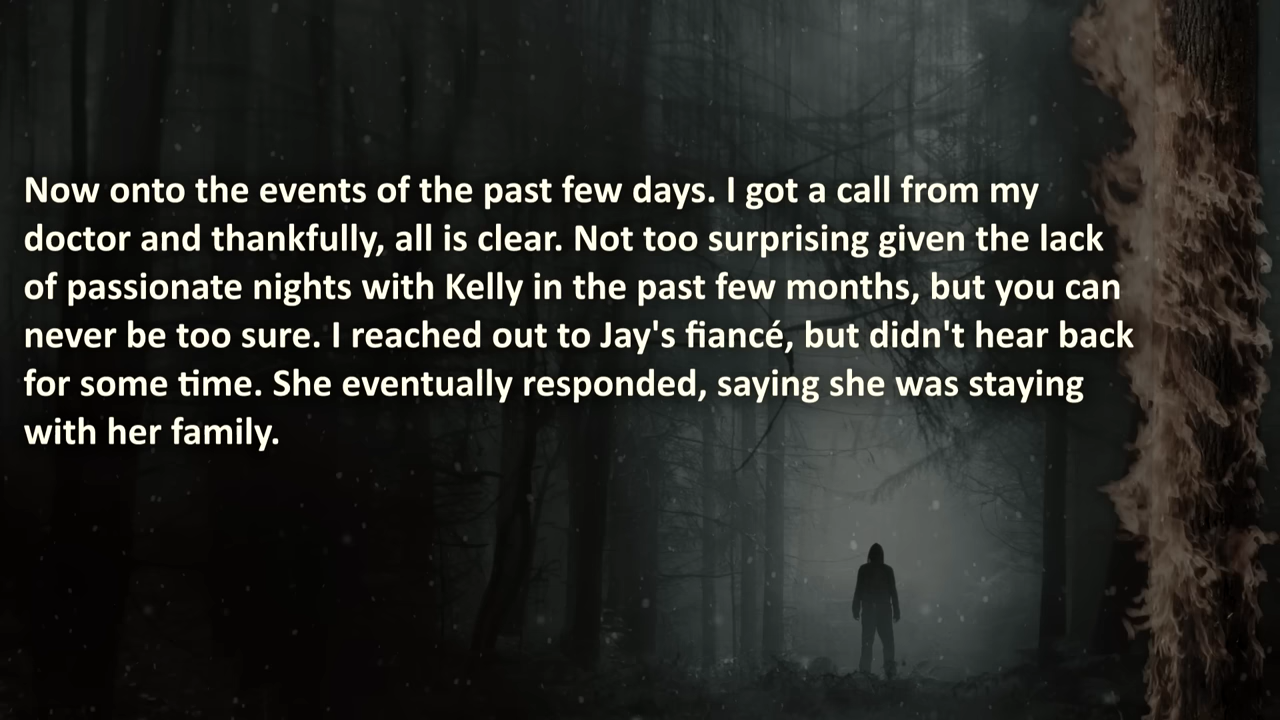 Now onto the events of the past few days. I got a call from my
doctor and thankfully, all is clear. Not too surprising given the lack
of passionate nights with Kelly in the past few months, but you can
never be too sure. I reached out to Jay's fiancé, but didn't hear back
for some time. She eventually responded, saying she was staying
with her family.